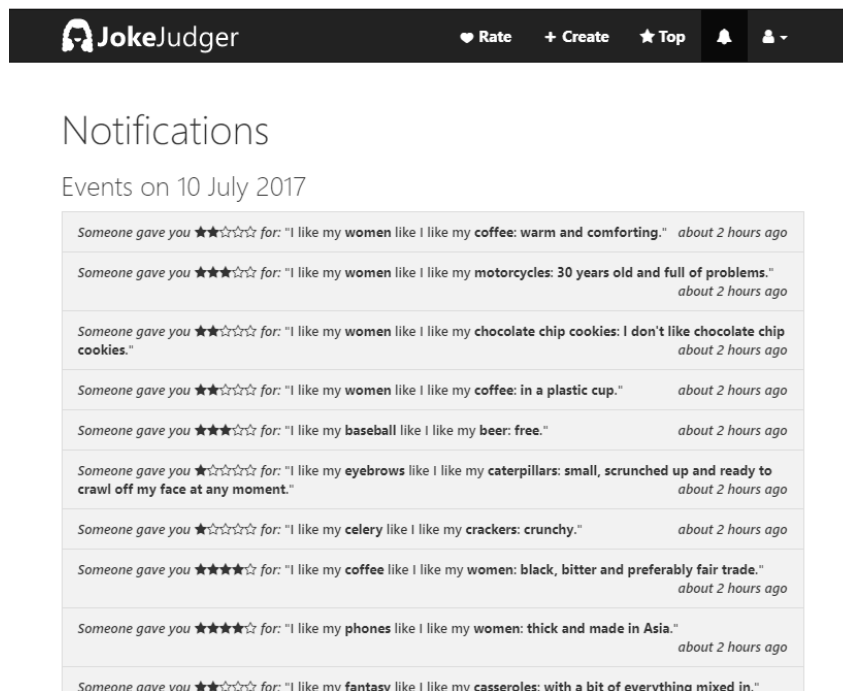 JokeJudger
Rate
Create
Top
Notifications
Events on 10 July 2017
Someone gave you ★★☆☆☆ for: "I like my women like I like my coffee: warm and comforting." about 2 hours ago
Someone gave you ★★★☆☆ for: "I like my women like I like my motorcycles: 30 years old and full of problems."
about 2 hours ago
Someone gave you ★★☆☆☆ for: "I like my women like I like my chocolate chip cookies: I don't like chocolate chip
cookies." about 2 hours ago
Someone gave you ★★☆☆☆ for: "I like my women like I like my coffee: in a plastic cup." about 2 hours ago
Someone gave you ★★★☆☆ for: "I like my baseball like I like my beer: free." about 2 hours ago
Someone gave you ★☆☆☆☆ for: "I like my eyebrows like I like my caterpillars: small, scrunched up and ready to
crawl off my face at any moment." about 2 hours ago
Someone gave you ★☆☆☆☆ for: "I like my celery like I like my crackers: crunchy." about 2 hours ago
Someone gave you ★★★★☆ for: "I like my coffee like I like my women: black, bitter and preferably fair trade."
about 2 hours ago
Someone gave you ★★★★☆ for: "I like my phones like I like my women: thick and made in Asia."
about 2 hours ago
Someone gave you ★★☆☆☆ for: "I like my fantasy like I like my casseroles: with a bit of everything mixed in."